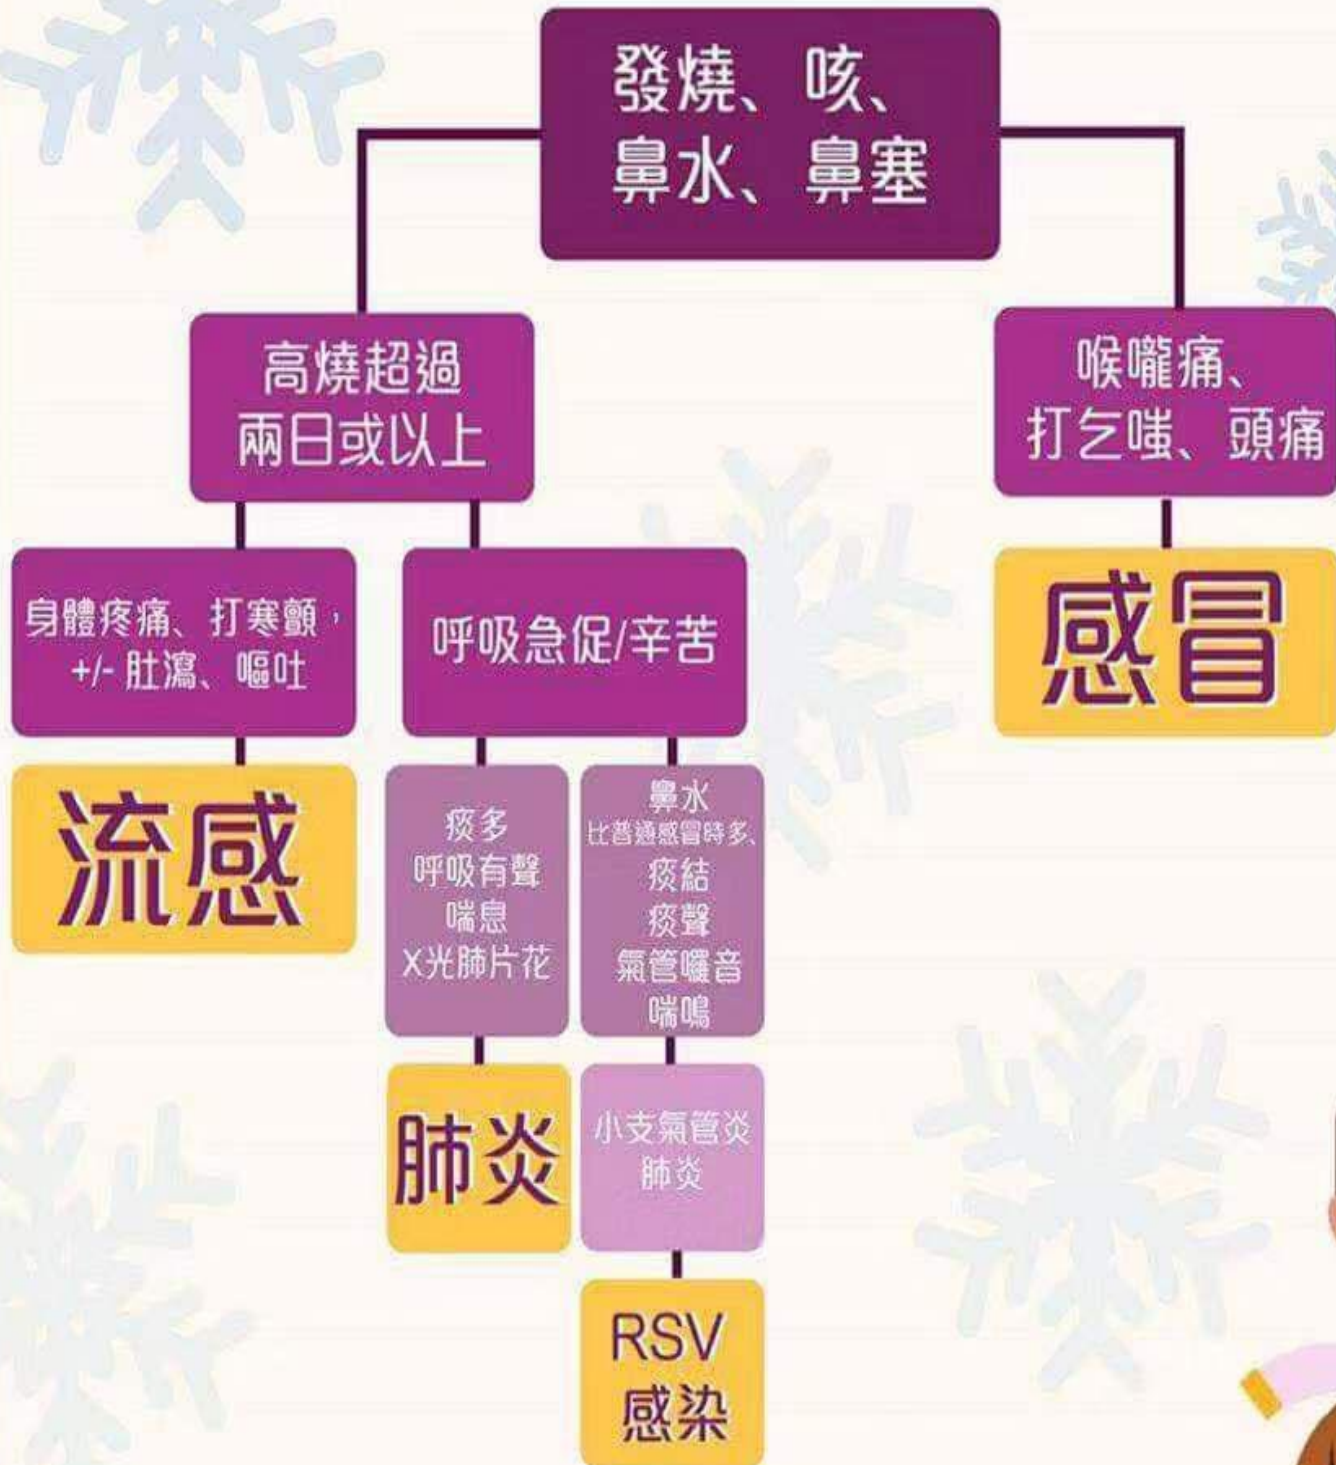 發燒、咳、
鼻水、鼻塞
高燒超過
兩日或以上
喉嚨痛、
打乞嗤、頭痛
身體疼痛、打寒顫，
+/- 肚瀉、嘔吐
呼吸急促/辛苦
感冒
流感
痰多
呼吸有聲
喘息
X光肺片花
鼻水
比普通感冒時多、
痰結
痰聲
氣管囉音
喘鳴
肺炎
小支氣管炎
肺炎
RSV
感染